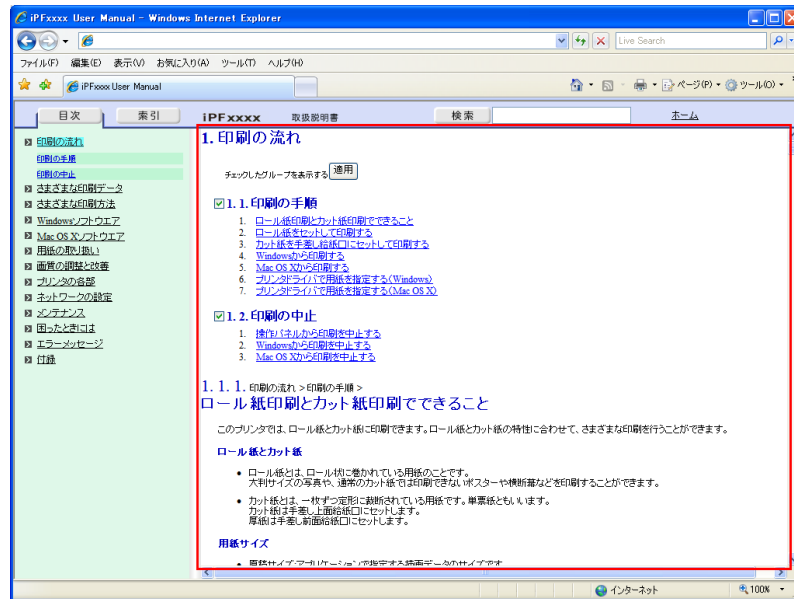 iPFxxxx User Manual - Windows Internet Explorer
Live Search
ファイル(F) 編集(E) 表示(V) お気に入り(A) ツール(T) ヘルプ(H)
iPFxxxx User Manual
ページ(P) ツール(O)
目次 索引 iPFxxxx 取扱説明書 検索 ホーム
印刷の流れ
印刷の手順
印刷の中止
さまざまな印刷データ
さまざまな印刷方法
Windowsソフトウエア
Mac OS Xソフトウエア
用紙の取り扱い
画質の調整と改善
プリンタの各部
ネットワークの設定
メンテナンス
困ったときには
エラーメッセージ
付録
1. 印刷の流れ
チェックしたグループを表示する 適用
1. 1. 印刷の手順
1. ロール紙印刷とカット紙印刷でできること
2. ロール紙をセットして印刷する
3. カット紙を手差し給紙口にセットして印刷する
4. Windowsから印刷する
5. Mac OS Xから印刷する
6. プリンタドライバで用紙を指定する(Windows)
7. プリンタドライバで用紙を指定する(Mac OS X)
1. 2. 印刷の中止
1. 操作パネルから印刷を中止する
2. Windowsから印刷を中止する
3. Mac OS Xから印刷を中止する
1. 1. 1. 印刷の流れ >印刷の手順 >
ロール紙印刷とカット紙印刷でできること
このプリンタでは、ロール紙とカット紙に印刷できます。ロール紙とカット紙の特性に合わせて、さまざまな印刷を行うことができます。
ロール紙とカット紙
• ロール紙とは、ロール状に巻かれている用紙のことです。
大判サイズの写真や、通常のカット紙では印刷できないポスターや横断幕などを印刷することができます。
• カット紙とは、一枚ずつ定形に裁断されている用紙です。単票紙ともいいます。
カット紙は手差し上面給紙口にセットします。
厚紙は手差し前面給紙口にセットします。
用紙サイズ
• 原稿サイズ:アプリケーションで指定する描画データのサイズです。
インターネット 100%